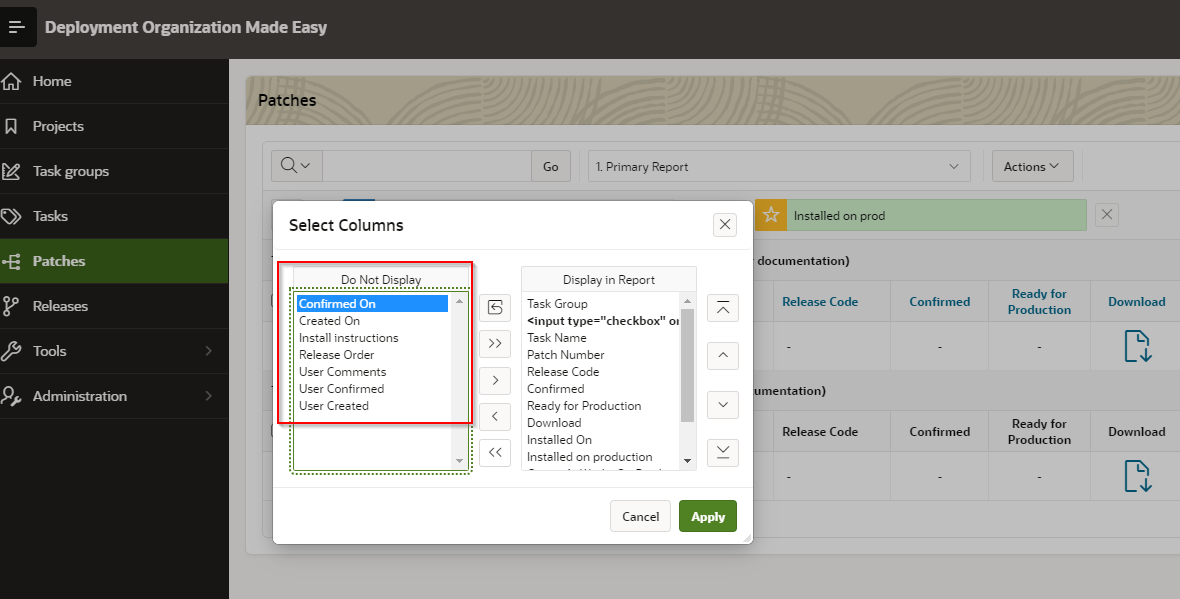 Deployment Organization Made Easy
Home
Projects
Task groups
Tasks
Patches
Releases
Tools
Administration
Patches
Go
1. Primary Report
Actions
Installed on prod
documentation)
Release Code
Confirmed
Ready for
Production
Download
-
-
-
umentation)
Release Code
Confirmed
Ready for
Production
Download
-
-
-
Select Columns
Do Not Display
Confirmed On
Created On
Install instructions
Release Order
User Comments
User Confirmed
User Created
Display in Report
Task Group
<input type="checkbox" or
Task Name
Patch Number
Release Code
Confirmed
Ready for Production
Download
Installed On
Installed on production
Cancel
Apply